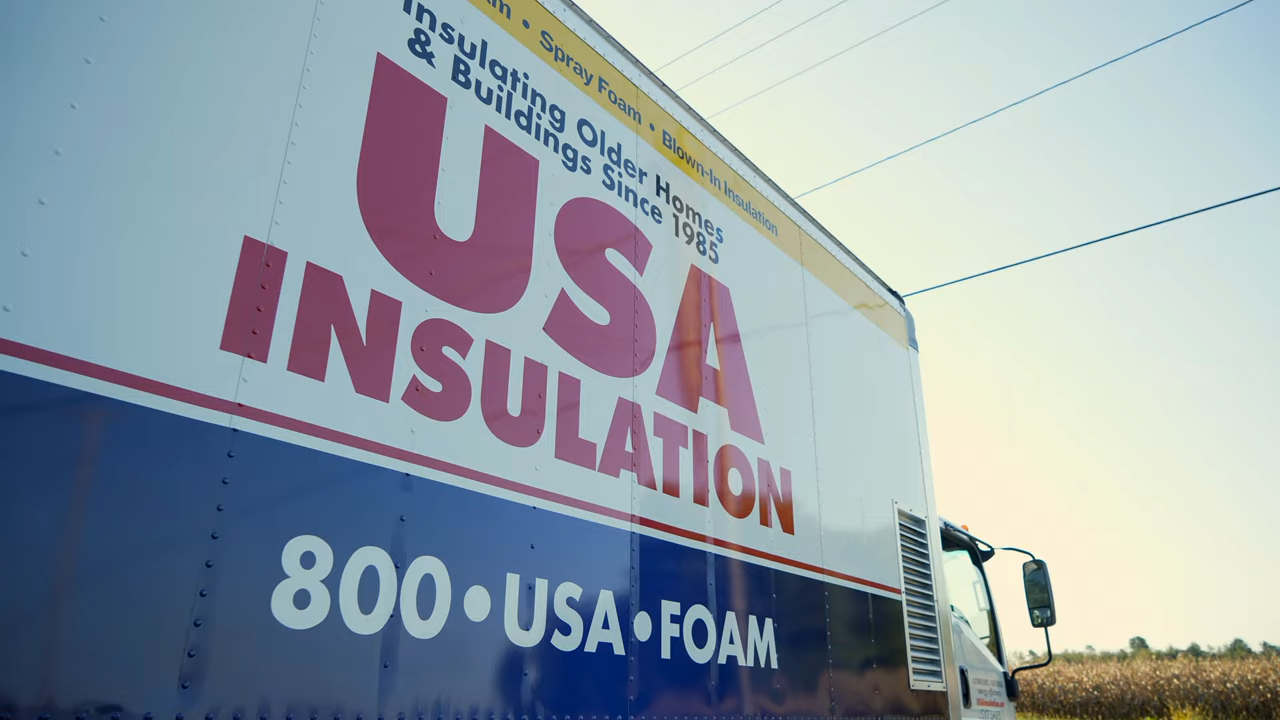 m • Spray Foam • Blown-In Insulation
Insulating Older Homes
& Buildings Since 1985
USA
INSULATION
800•USA•FOAM